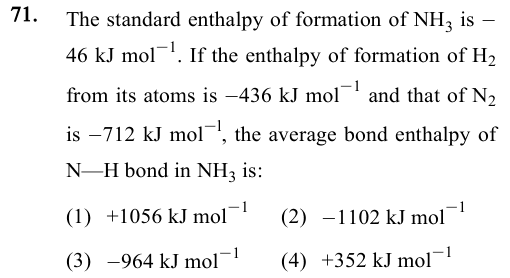 71. The standard enthalpy of formation of NH₃ is –
46 kJ mol⁻¹. If the enthalpy of formation of H₂
from its atoms is –436 kJ mol⁻¹ and that of N₂
is –712 kJ mol⁻¹, the average bond enthalpy of
N—H bond in NH₃ is:
(1) +1056 kJ mol⁻¹ (2) –1102 kJ mol⁻¹
(3) –964 kJ mol⁻¹ (4) +352 kJ mol⁻¹